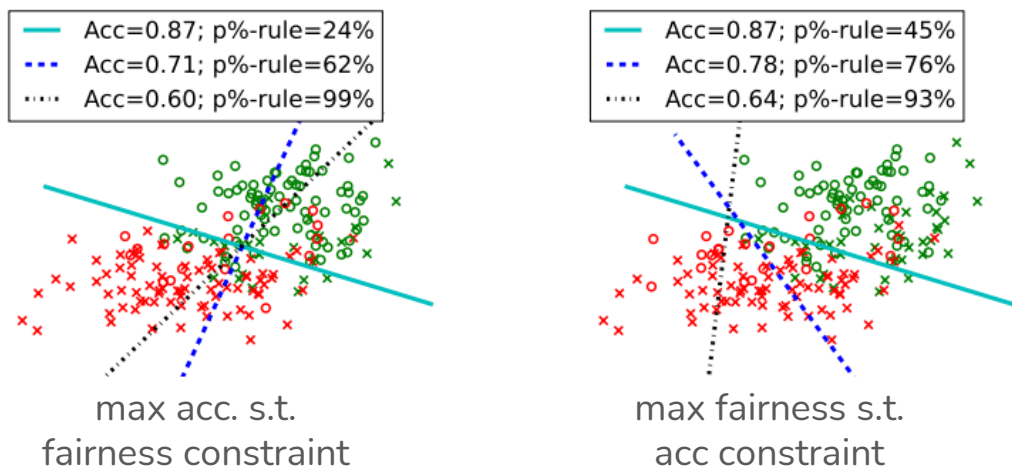 Acc=0.87; p%-rule=24%
Acc=0.71; p%-rule=62%
Acc=0.60; p%-rule=99%
max acc. s.t.
fairness constraint
Acc=0.87; p%-rule=45%
Acc=0.78; p%-rule=76%
Acc=0.64; p%-rule=93%
max fairness s.t.
acc constraint